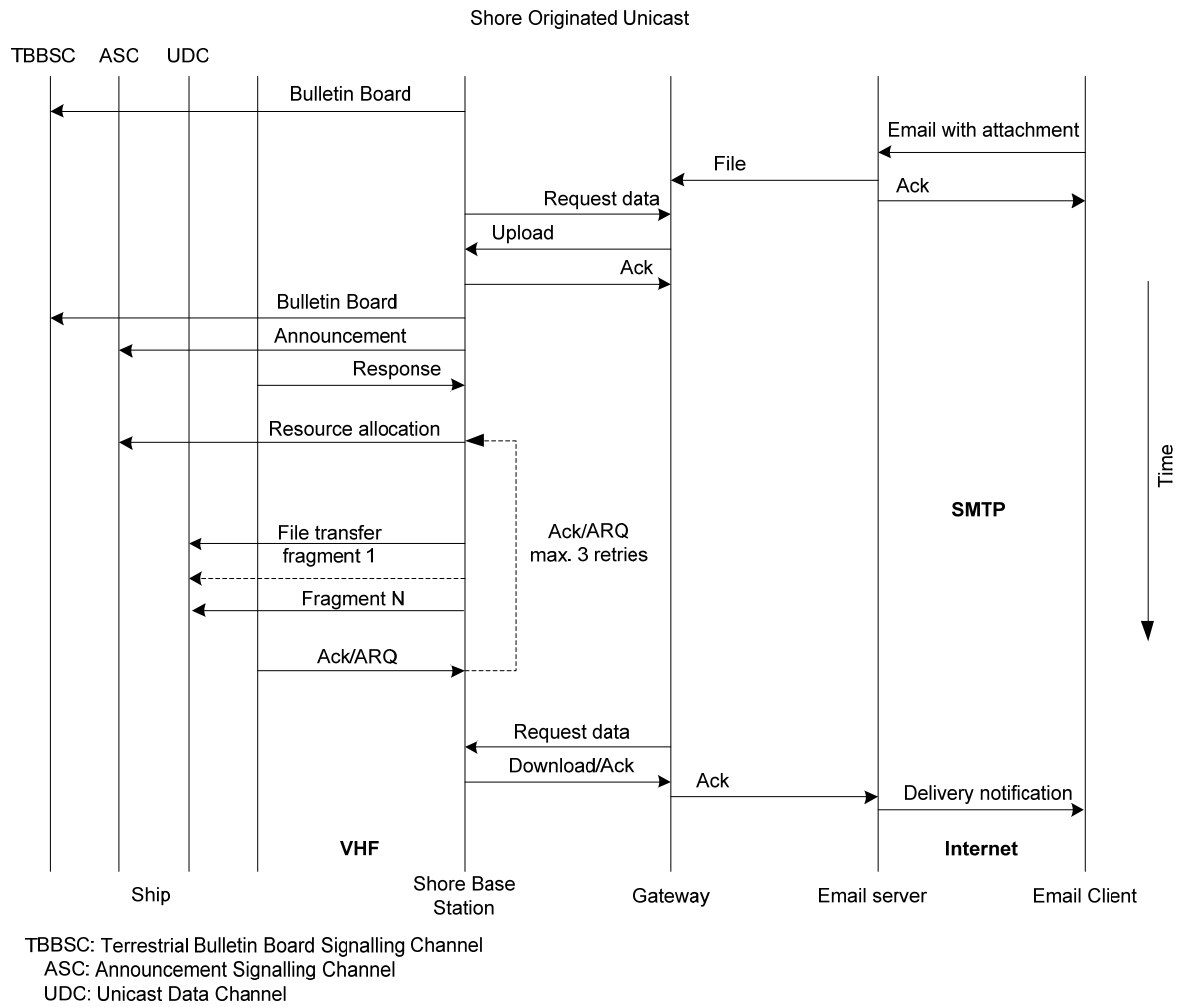 Shore Originated Unicast
TBBSC ASC UDC
Bulletin Board
Email with attachment
File
Ack
Request data
Upload
Ack
Bulletin Board
Announcement
Response
Resource allocation
Time
SMTP
File transfer
fragment 1
Ack/ARQ
max. 3 retries
Fragment N
Ack/ARQ
Request data
Download/Ack
Ack
Delivery notification
VHF
Internet
Ship
Shore Base
Station
Gateway
Email server
Email Client
TBBSC: Terrestrial Bulletin Board Signalling Channel
ASC: Announcement Signalling Channel
UDC: Unicast Data Channel